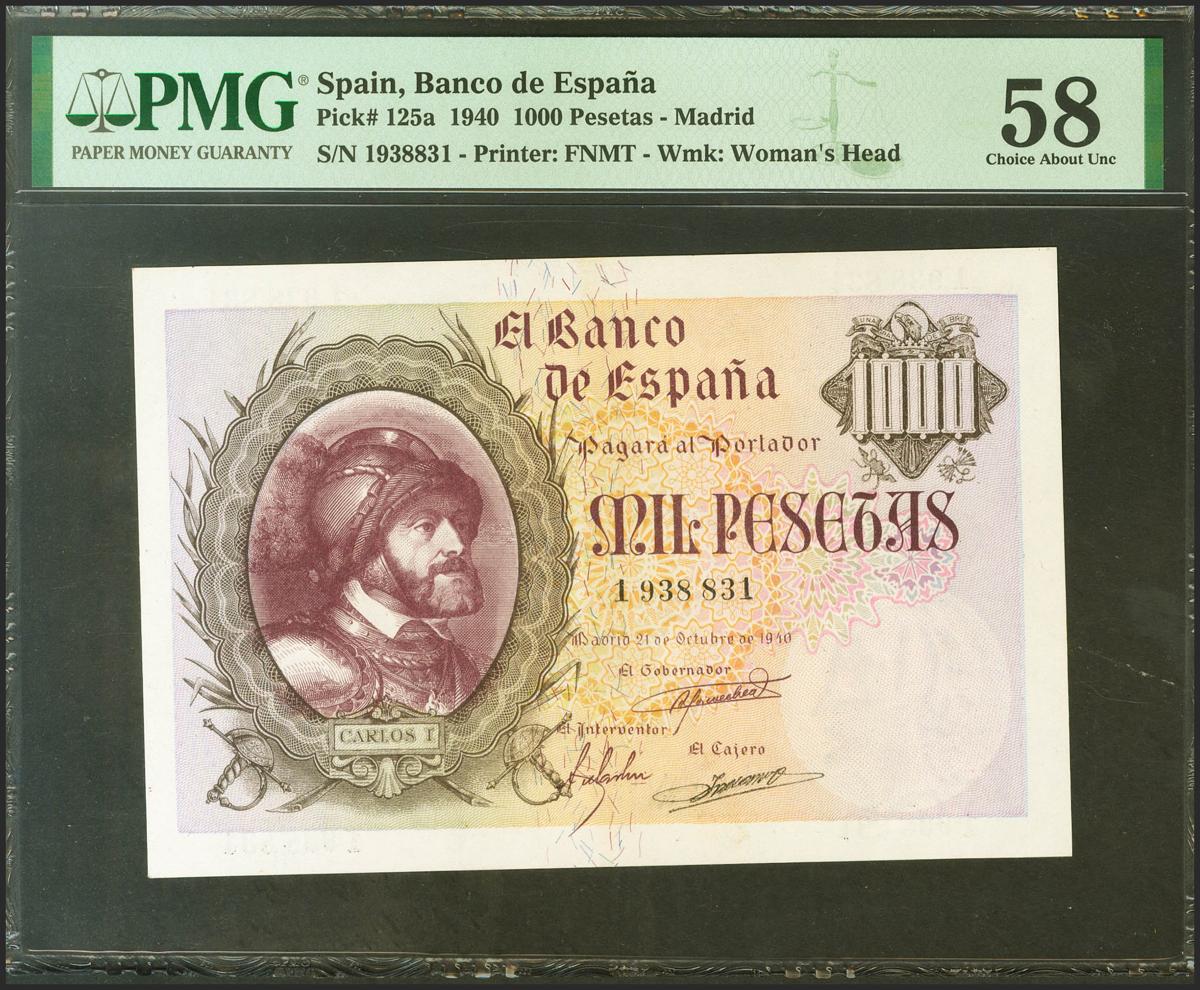 PMG®
PAPER MONEY GUARANTY
Spain, Banco de España
Pick# 125a 1940 1000 Pesetas - Madrid
S/N 1938831 - Printer: FNMT - Wmk: Woman's Head
58
Choice About Unc
El Banco
de España
Pagará al Portador
MIL PESETAS
1 938 831
Madrid 21 de Octubre de 1940
El Gobernador
El Interventor
El Cajero
UNA
LIBRE
1000
CARLOS I